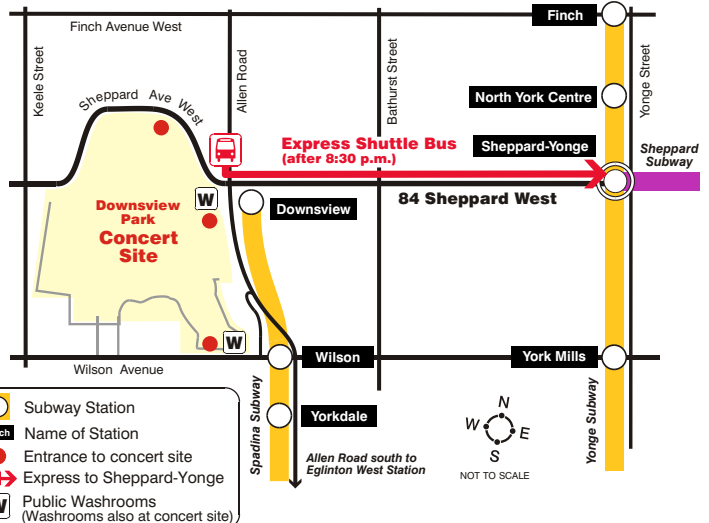 Finch
Finch Avenue West
Keele Street
Sheppard Ave West
Allen Road
Bathurst Street
Yonge Street
North York Centre
Express Shuttle Bus
(after 8:30 p.m.)
Sheppard-Yonge
Sheppard
Subway
84 Sheppard West
W
Downsview
Downsview
Park
Concert
Site
W
Wilson
York Mills
Wilson Avenue
Yorkdale
Spadina Subway
Yonge Subway
Allen Road south to
Eglinton West Station
N
W
E
S
NOT TO SCALE
Subway Station
Name of Station
Entrance to concert site
Express to Sheppard-Yonge
W
Public Washrooms
(Washrooms also at concert site)